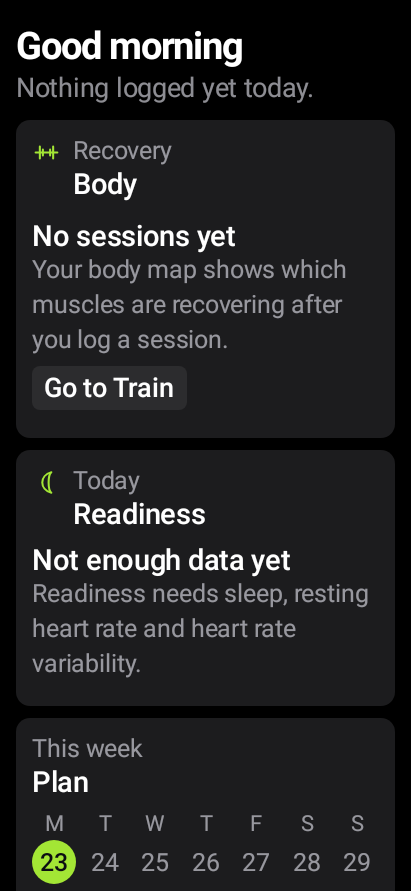 Good morning
Nothing logged yet today.
Recovery
Body
No sessions yet
Your body map shows which
muscles are recovering after
you log a session.
Go to Train
Today
Readiness
Not enough data yet
Readiness needs sleep, resting
heart rate and heart rate
variability.
This week
Plan
M T W T F S S
23 24 25 26 27 28 29